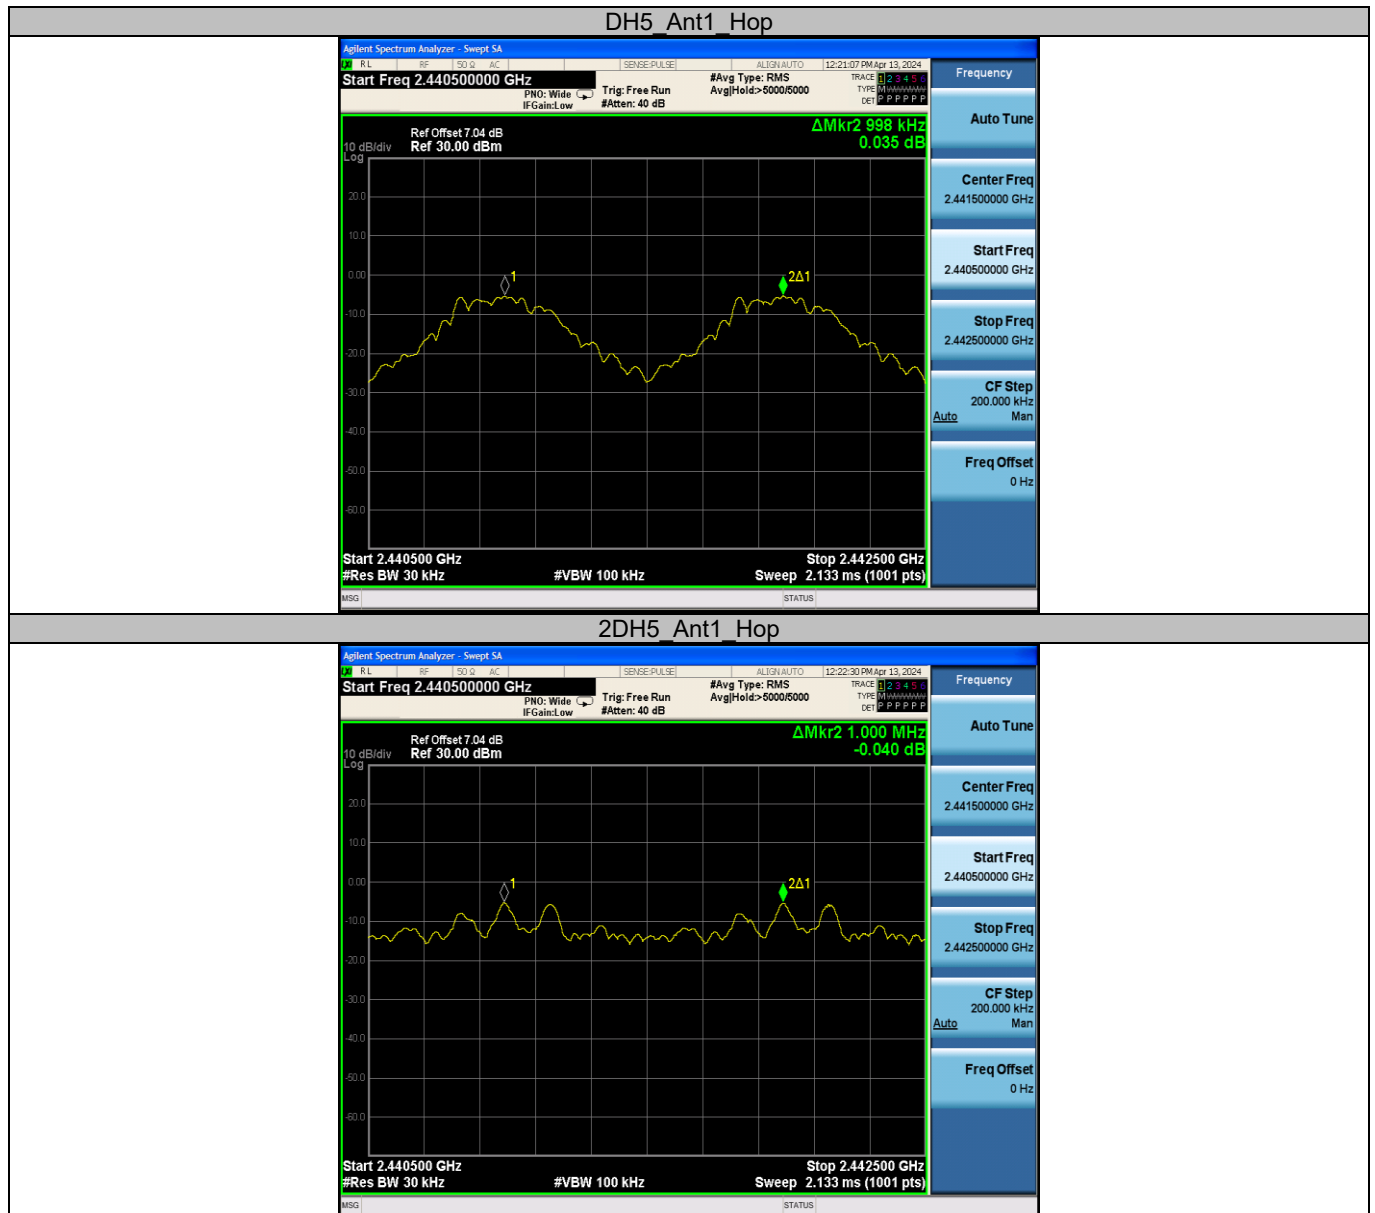 DH5_Ant1_Hop
Agilent Spectrum Analyzer - Swept SA
RL RF 50 Ω AC SENSE:PULSE ALIGN AUTO 12:21:07 PM Apr 13, 2024
Start Freq 2.440500000 GHz
PNO: Wide
IFGain:Low
Trig: Free Run
#Atten: 40 dB
#Avg Type: RMS
Avg|Hold:>5000/5000
TRACE 1 2 3 4 5 6
TYPE M
DET P P P P P P
Frequency
Auto Tune
Center Freq
2.441500000 GHz
Start Freq
2.440500000 GHz
Stop Freq
2.442500000 GHz
CF Step
200.000 kHz
Auto Man
Freq Offset
0 Hz
ΔMkr2 998 kHz
0.035 dB
Ref Offset 7.04 dB
10 dB/div Ref 30.00 dBm
Log
20.0
10.0
0.00
-10.0
-20.0
-30.0
-40.0
-50.0
-60.0
1
2Δ1
Start 2.440500 GHz Stop 2.442500 GHz
#Res BW 30 kHz #VBW 100 kHz Sweep 2.133 ms (1001 pts)
MSG STATUS
2DH5_Ant1_Hop
Agilent Spectrum Analyzer - Swept SA
RL RF 50 Ω AC SENSE:PULSE ALIGN AUTO 12:22:30 PM Apr 13, 2024
Start Freq 2.440500000 GHz
PNO: Wide
IFGain:Low
Trig: Free Run
#Atten: 40 dB
#Avg Type: RMS
Avg|Hold:>5000/5000
TRACE 1 2 3 4 5 6
TYPE M
DET P P P P P P
Frequency
Auto Tune
Center Freq
2.441500000 GHz
Start Freq
2.440500000 GHz
Stop Freq
2.442500000 GHz
CF Step
200.000 kHz
Auto Man
Freq Offset
0 Hz
ΔMkr2 1.000 MHz
-0.040 dB
Ref Offset 7.04 dB
10 dB/div Ref 30.00 dBm
Log
20.0
10.0
0.00
-10.0
-20.0
-30.0
-40.0
-50.0
-60.0
1
2Δ1
Start 2.440500 GHz Stop 2.442500 GHz
#Res BW 30 kHz #VBW 100 kHz Sweep 2.133 ms (1001 pts)
MSG STATUS